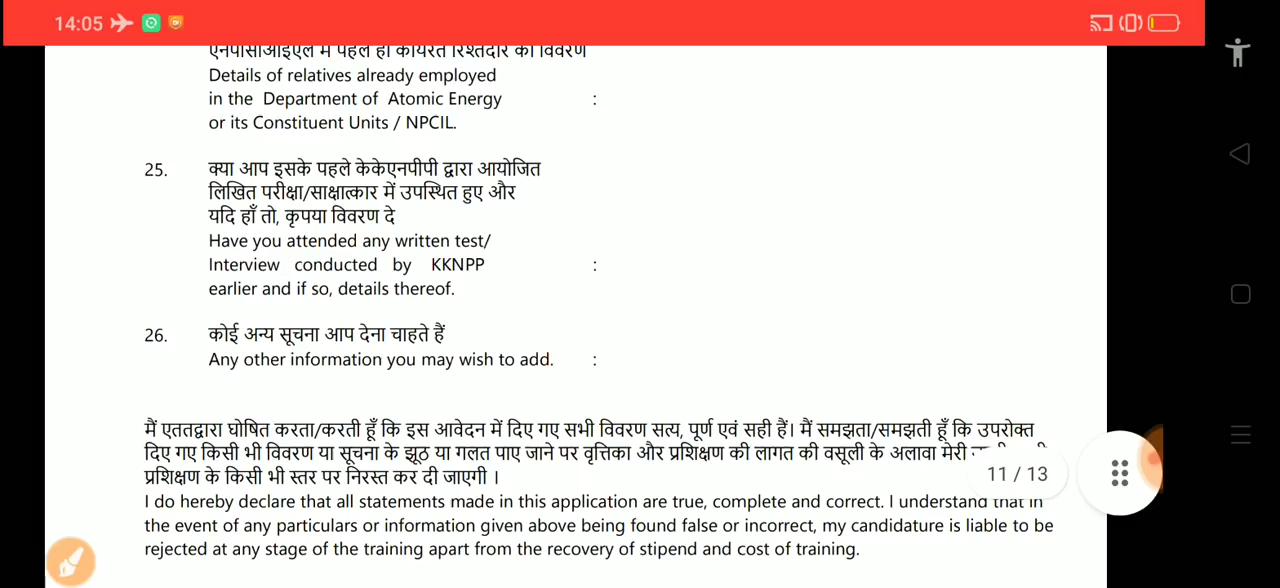 14:05
एनपीसीआईएल में पहले ही कार्यरत रिश्तेदार का विवरण
Details of relatives already employed
in the Department of Atomic Energy :
or its Constituent Units / NPCIL.
25. क्या आप इसके पहले केकेएनपीपी द्वारा आयोजित
लिखित परीक्षा/साक्षात्कार में उपस्थित हुए और
यदि हाँ तो, कृपया विवरण दे
Have you attended any written test/
Interview conducted by KKNPP :
earlier and if so, details thereof.
26. कोई अन्य सूचना आप देना चाहते हैं
Any other information you may wish to add. :
मैं एततद्वारा घोषित करता/करती हूँ कि इस आवेदन में दिए गए सभी विवरण सत्य, पूर्ण एवं सही हैं। मैं समझता/समझती हूँ कि उपरोक्त
दिए गए किसी भी विवरण या सूचना के झूठ या गलत पाए जाने पर वृत्तिका और प्रशिक्षण की लागत की वसूली के अलावा मेरी
प्रशिक्षण के किसी भी स्तर पर निरस्त कर दी जाएगी ।
11 / 13
I do hereby declare that all statements made in this application are true, complete and correct. I understand that in
the event of any particulars or information given above being found false or incorrect, my candidature is liable to be
rejected at any stage of the training apart from the recovery of stipend and cost of training.